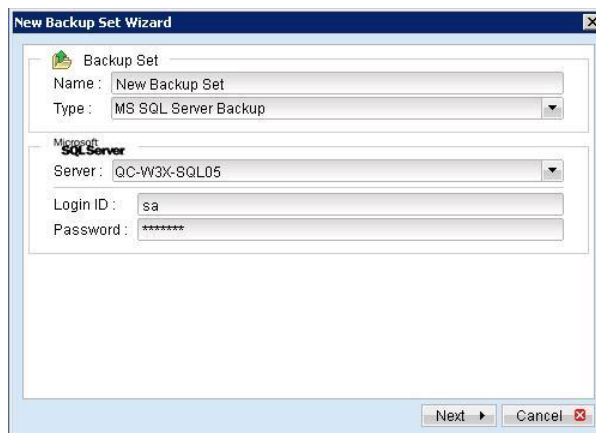 New Backup Set Wizard
Backup Set
Name : New Backup Set
Type : MS SQL Server Backup
Microsoft
SQL Server
Server : QC-W3X-SQL05
Login ID : sa
Password : *******
Next Cancel